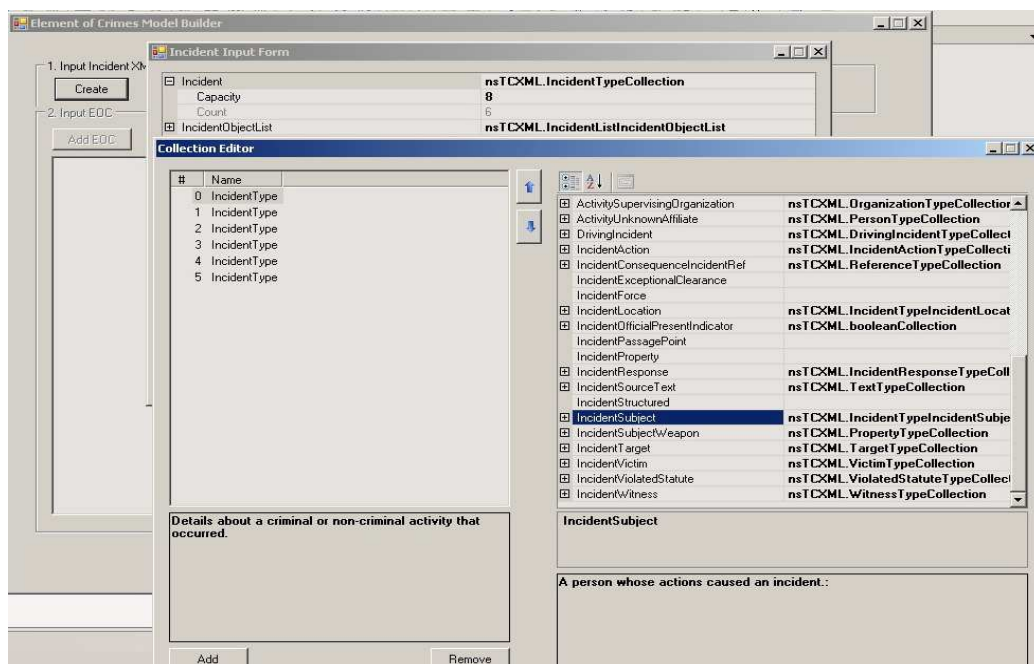 Element of Crimes Model Builder
1. Input Incident XM
Create
2. Input EOC
Add EOC
Incident Input Form
Incident nsTCXML.IncidentTypeCollection
Capacity 8
Count 6
IncidentObjectList nsTCXML.IncidentListIncidentObjectList
Collection Editor
# Name
0 IncidentType
1 IncidentType
2 IncidentType
3 IncidentType
4 IncidentType
5 IncidentType
Details about a criminal or non-criminal activity that
occurred.
Add Remove
ActivitySupervisingOrganization nsTCXML.OrganizationTypeCollection
ActivityUnknownAffiliate nsTCXML.PersonTypeCollection
DrivingIncident nsTCXML.DrivingIncidentTypeCollect
IncidentAction nsTCXML.IncidentActionTypeCollecti
IncidentConsequenceIncidentRef nsTCXML.ReferenceTypeCollection
IncidentExceptionalClearance
IncidentForce
IncidentLocation nsTCXML.IncidentTypeIncidentLocat
IncidentOfficialPresentIndicator nsTCXML.booleanCollection
IncidentPassagePoint
IncidentProperty
IncidentResponse nsTCXML.IncidentResponseTypeColl
IncidentSourceText nsTCXML.TextTypeCollection
IncidentStructured
IncidentSubject nsTCXML.IncidentTypeIncidentSubje
IncidentSubjectWeapon nsTCXML.PropertyTypeCollection
IncidentTarget nsTCXML.TargetTypeCollection
IncidentVictim nsTCXML.VictimTypeCollection
IncidentViolatedStatute nsTCXML.ViolatedStatuteTypeCollect
IncidentWitness nsTCXML.WitnessTypeCollection
IncidentSubject
A person whose actions caused an incident.: